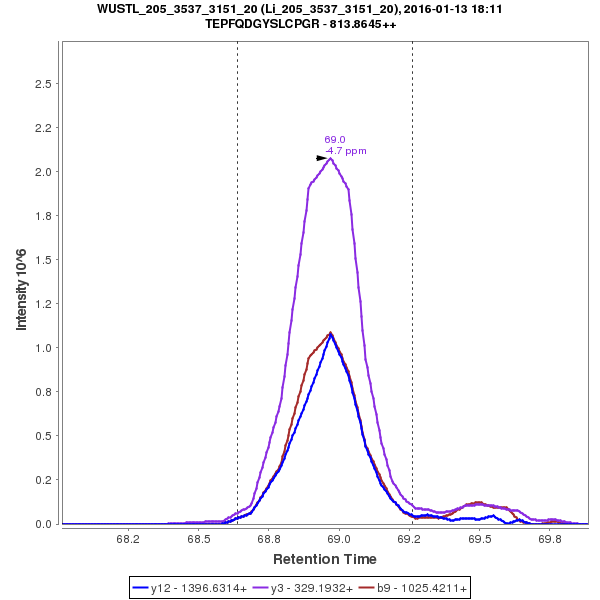 WUSTL_205_3537_3151_20 (Li_205_3537_3151_20), 2016-01-13 18:11
TEPFQDGYSLCPGR - 813.8645++
69.0
-4.7 ppm
2.5
2.2
2.0
1.8
1.5
1.2
1.0
0.8
0.5
0.2
0.0
Intensity 10^6
68.2 68.5 68.8 69.0 69.2 69.5 69.8
Retention Time
y12 - 1396.6314+ y3 - 329.1932+ b9 - 1025.4211+